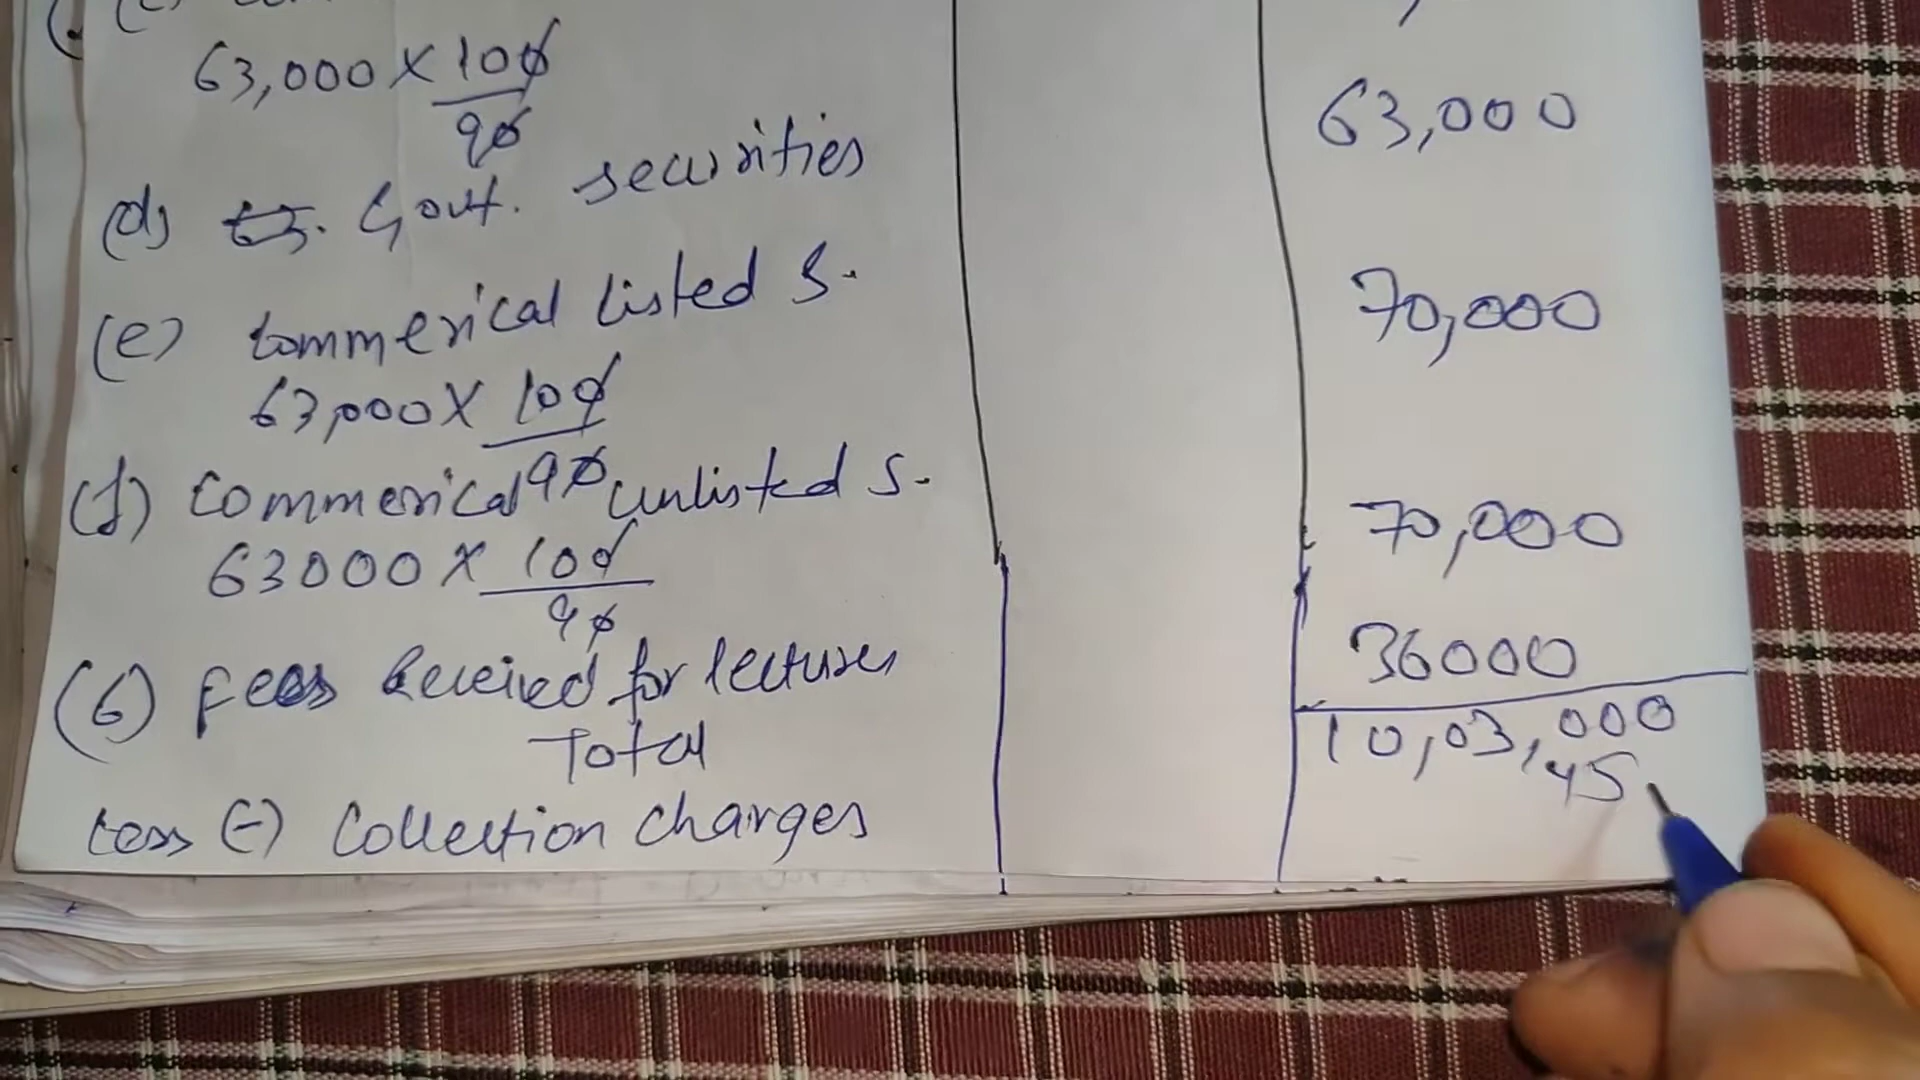 63,000 × 100
90
63,000
(d) Govt. securities
(e) Commerical listed S.
70,000
63,000 × 100
90
(f) Commerical unlisted S.
70,000
63000 × 100
90
36000
(6) Fees Received for lectures
Total
10,03,000
45
Less (-) Collection charges